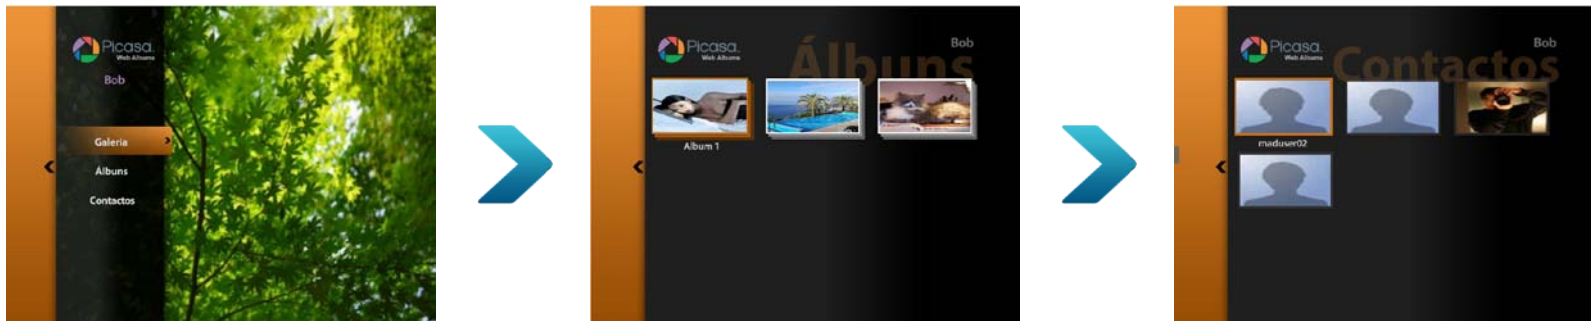 Picasa.
Web Albums
Bob
Galeria
Álbuns
Contactos
Picasa.
Web Albums
Álbuns
Bob
Album 1
Picasa.
Web Albums
Contactos
Bob
maduser02